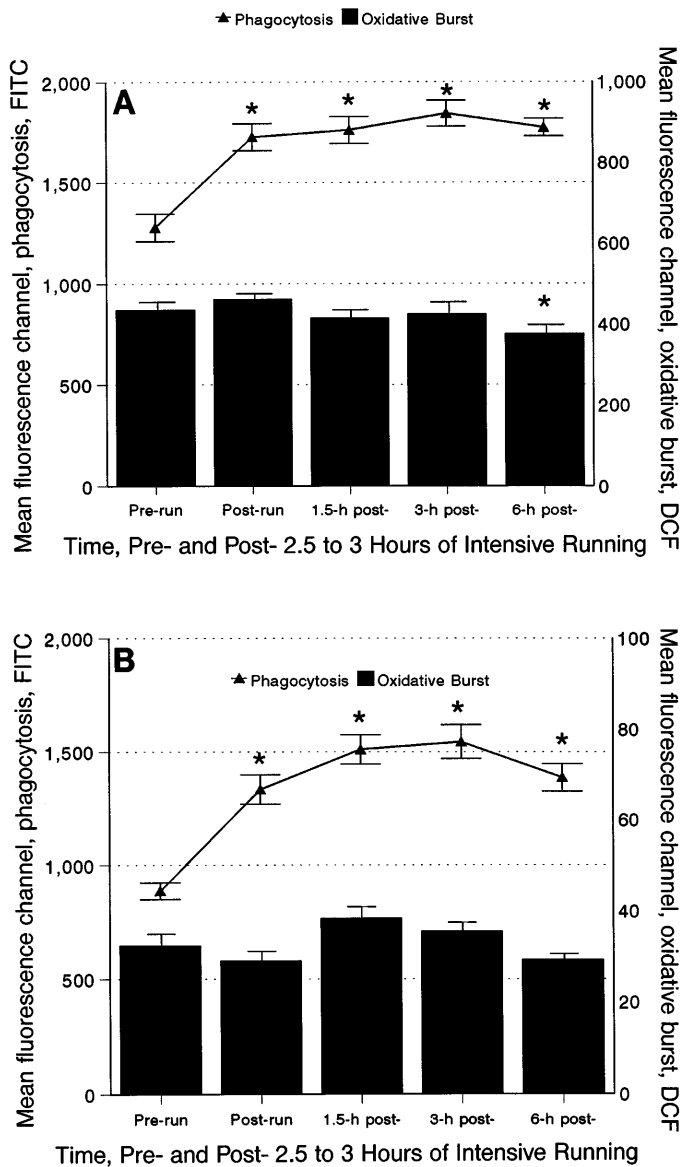 Phagocytosis Oxidative Burst
A
Mean fluorescence channel, phagocytosis, FITC
2,000
1,500
1,000
500
0
* * * *
*
1,000
800
600
400
200
0
Mean fluorescence channel, oxidative burst, DCF
Pre-run Post-run 1.5-h post- 3-h post- 6-h post-
Time, Pre- and Post- 2.5 to 3 Hours of Intensive Running
B
Phagocytosis Oxidative Burst
Mean fluorescence channel, phagocytosis, FITC
2,000
1,500
1,000
500
0
* * * *
100
80
60
40
20
0
Mean fluorescence channel, oxidative burst, DCF
Pre-run Post-run 1.5-h post- 3-h post- 6-h post-
Time, Pre- and Post- 2.5 to 3 Hours of Intensive Running